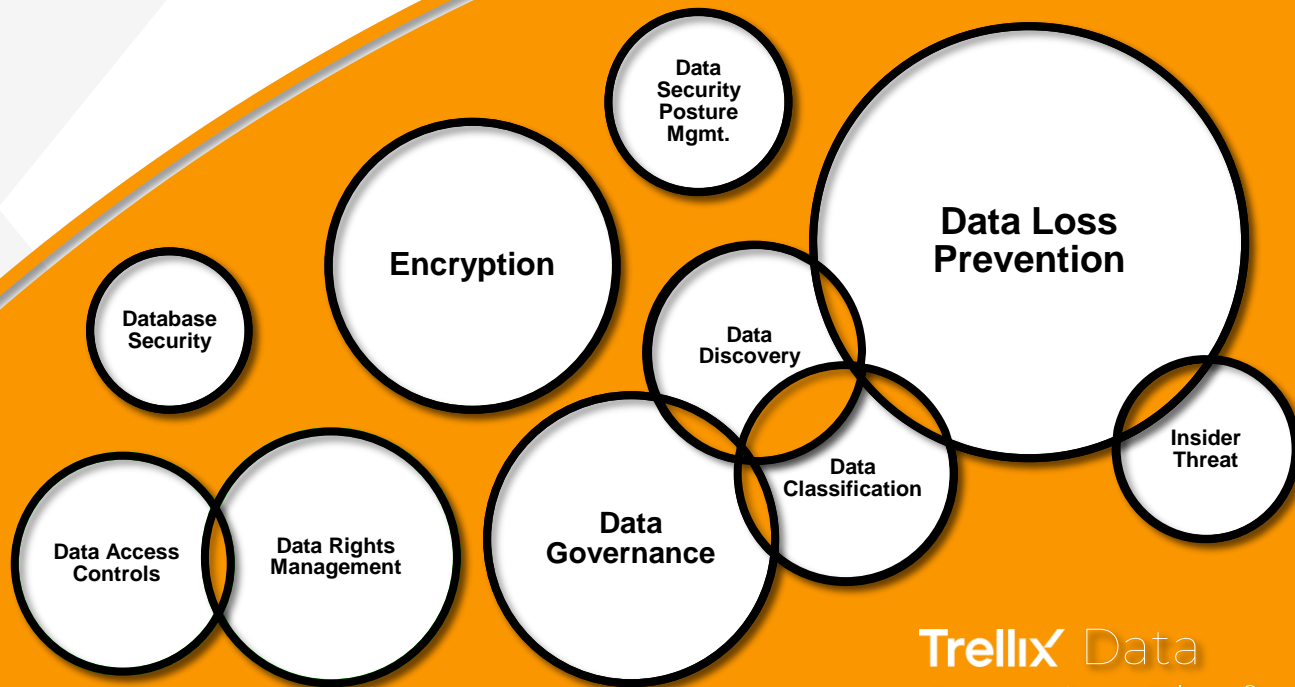 Data
Security
Posture
Mgmt.
Data Loss
Prevention
Encryption
Database
Security
Data
Discovery
Insider
Threat
Data
Classification
Data
Governance
Data Access
Controls
Data Rights
Management
Trellix Data